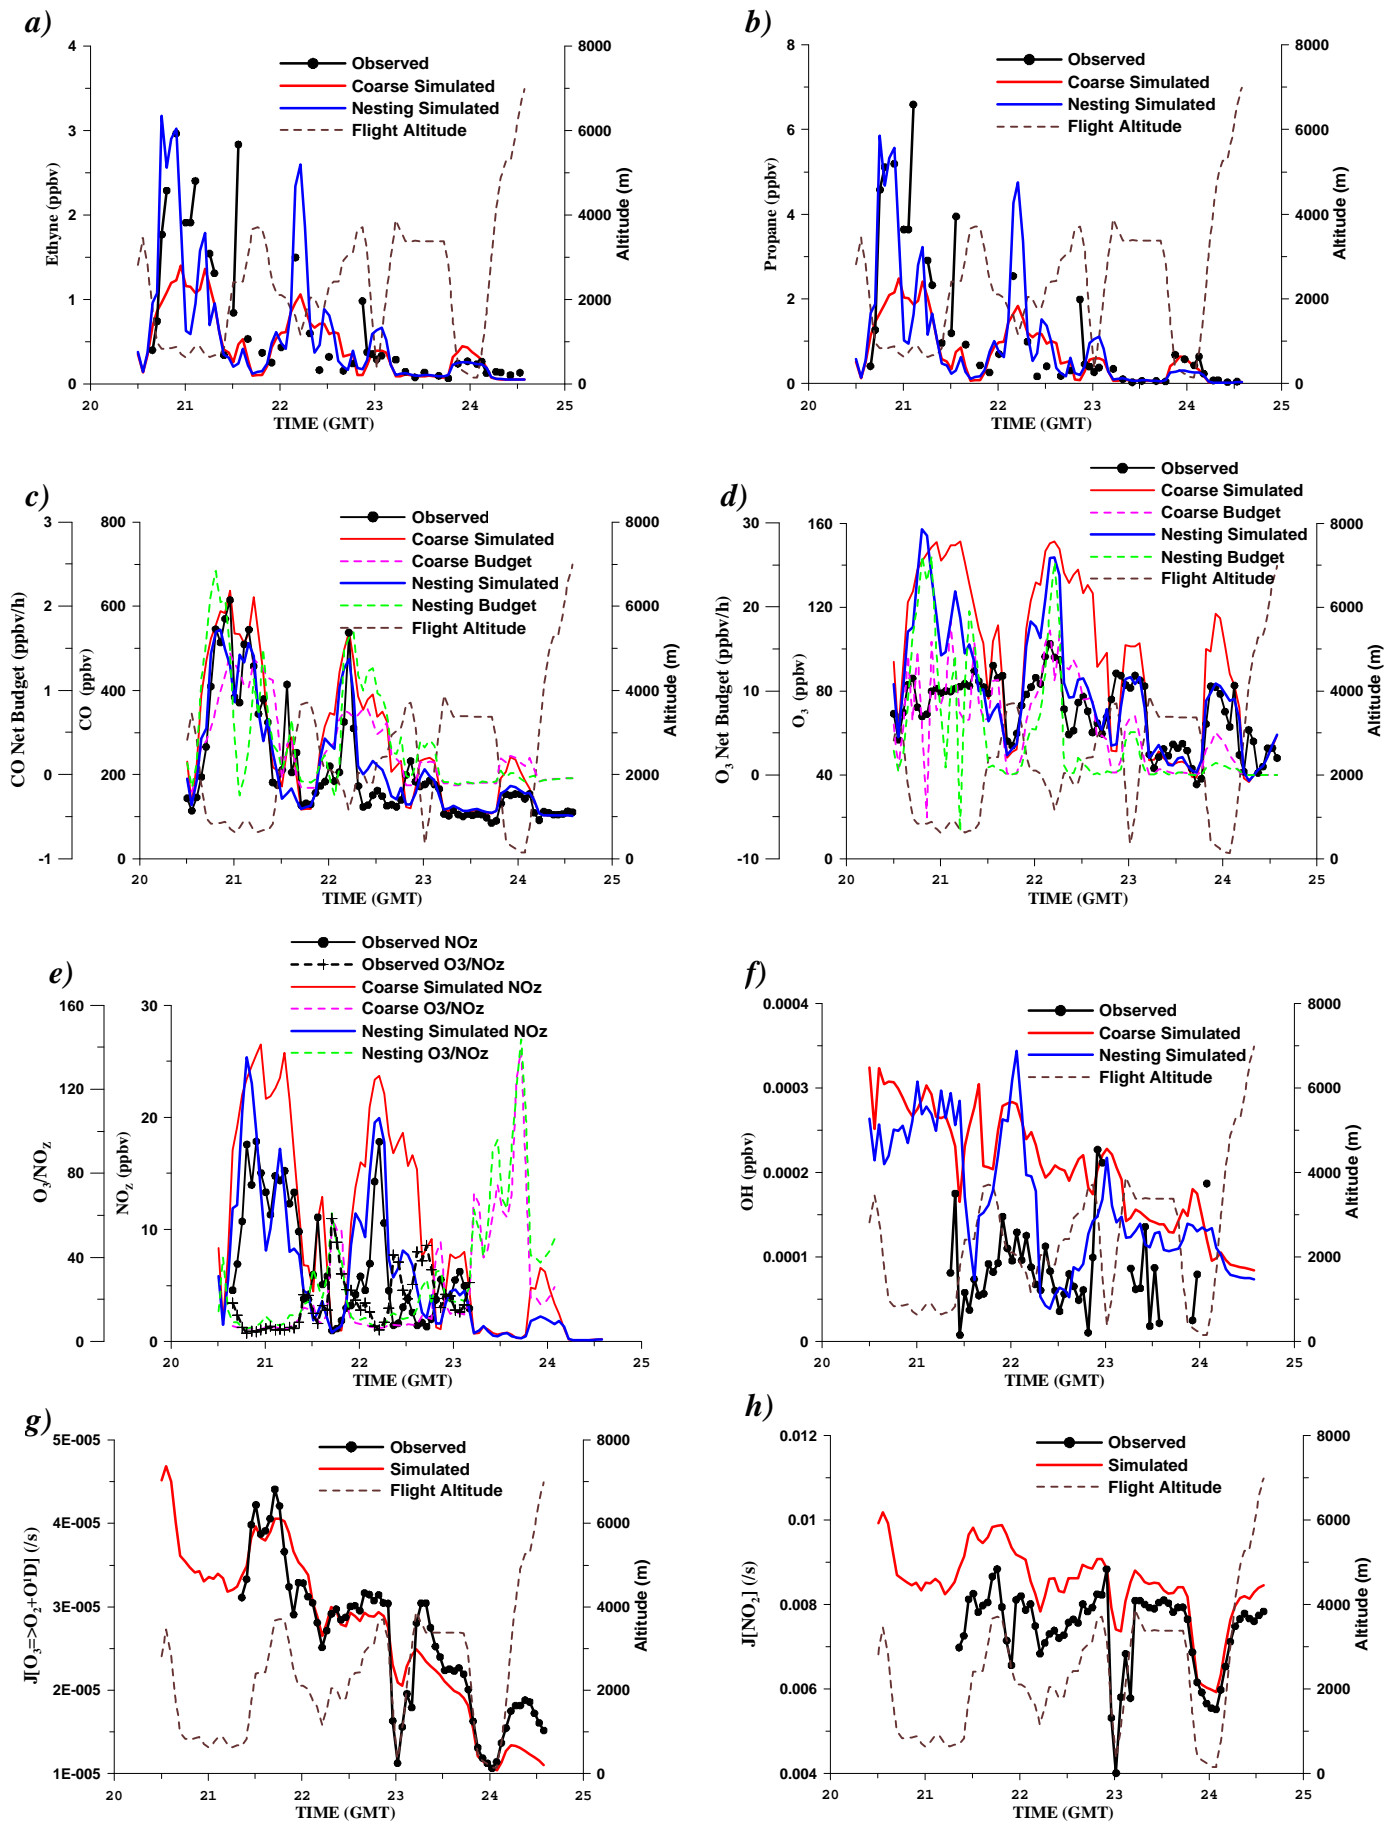 a)
b)
4
3
2
1
0
Ethyne (ppbv)
Observed
Coarse Simulated
Nesting Simulated
Flight Altitude
8000
6000
4000
2000
0
Altitude (m)
20 21 22 23 24 25
TIME (GMT)
8
6
4
2
0
Propane (ppbv)
Observed
Coarse Simulated
Nesting Simulated
Flight Altitude
8000
6000
4000
2000
0
Altitude (m)
20 21 22 23 24 25
TIME (GMT)
c)
3
2
1
0
-1
CO Net Budget (ppbv/h)
800
600
400
200
0
CO (ppbv)
Observed
Coarse Simulated
Coarse Budget
Nesting Simulated
Nesting Budget
Flight Altitude
8000
6000
4000
2000
0
Altitude (m)
20 21 22 23 24 25
TIME (GMT)
d)
30
20
10
0
-10
O3 Net Budget (ppbv/h)
160
120
80
40
0
O3 (ppbv)
Observed
Coarse Simulated
Coarse Budget
Nesting Simulated
Nesting Budget
Flight Altitude
8000
6000
4000
2000
0
Altitude (m)
20 21 22 23 24 25
TIME (GMT)
e)
160
120
80
40
0
O3/NOZ
30
25
20
15
10
5
0
NOZ (ppbv)
Observed NOz
Observed O3/NOz
Coarse Simulated NOz
Coarse O3/NOz
Nesting Simulated NOz
Nesting O3/NOz
20 21 22 23 24 25
TIME (GMT)
f)
0.0004
0.0003
0.0002
0.0001
0
OH (ppbv)
Observed
Coarse Simulated
Nesting Simulated
Flight Altitude
8000
6000
4000
2000
0
Altitude (m)
20 21 22 23 24 25
TIME (GMT)
g)
5E-005
4E-005
3E-005
2E-005
1E-005
J[O3=>O2+O1D] (/s)
Observed
Simulated
Flight Altitude
8000
6000
4000
2000
0
Altitude (m)
20 21 22 23 24 25
TIME (GMT)
h)
0.012
0.01
0.008
0.006
0.004
J[NO2] (/s)
Observed
Simulated
Flight Altitude
8000
6000
4000
2000
0
Altitude (m)
20 21 22 23 24 25
TIME (GMT)